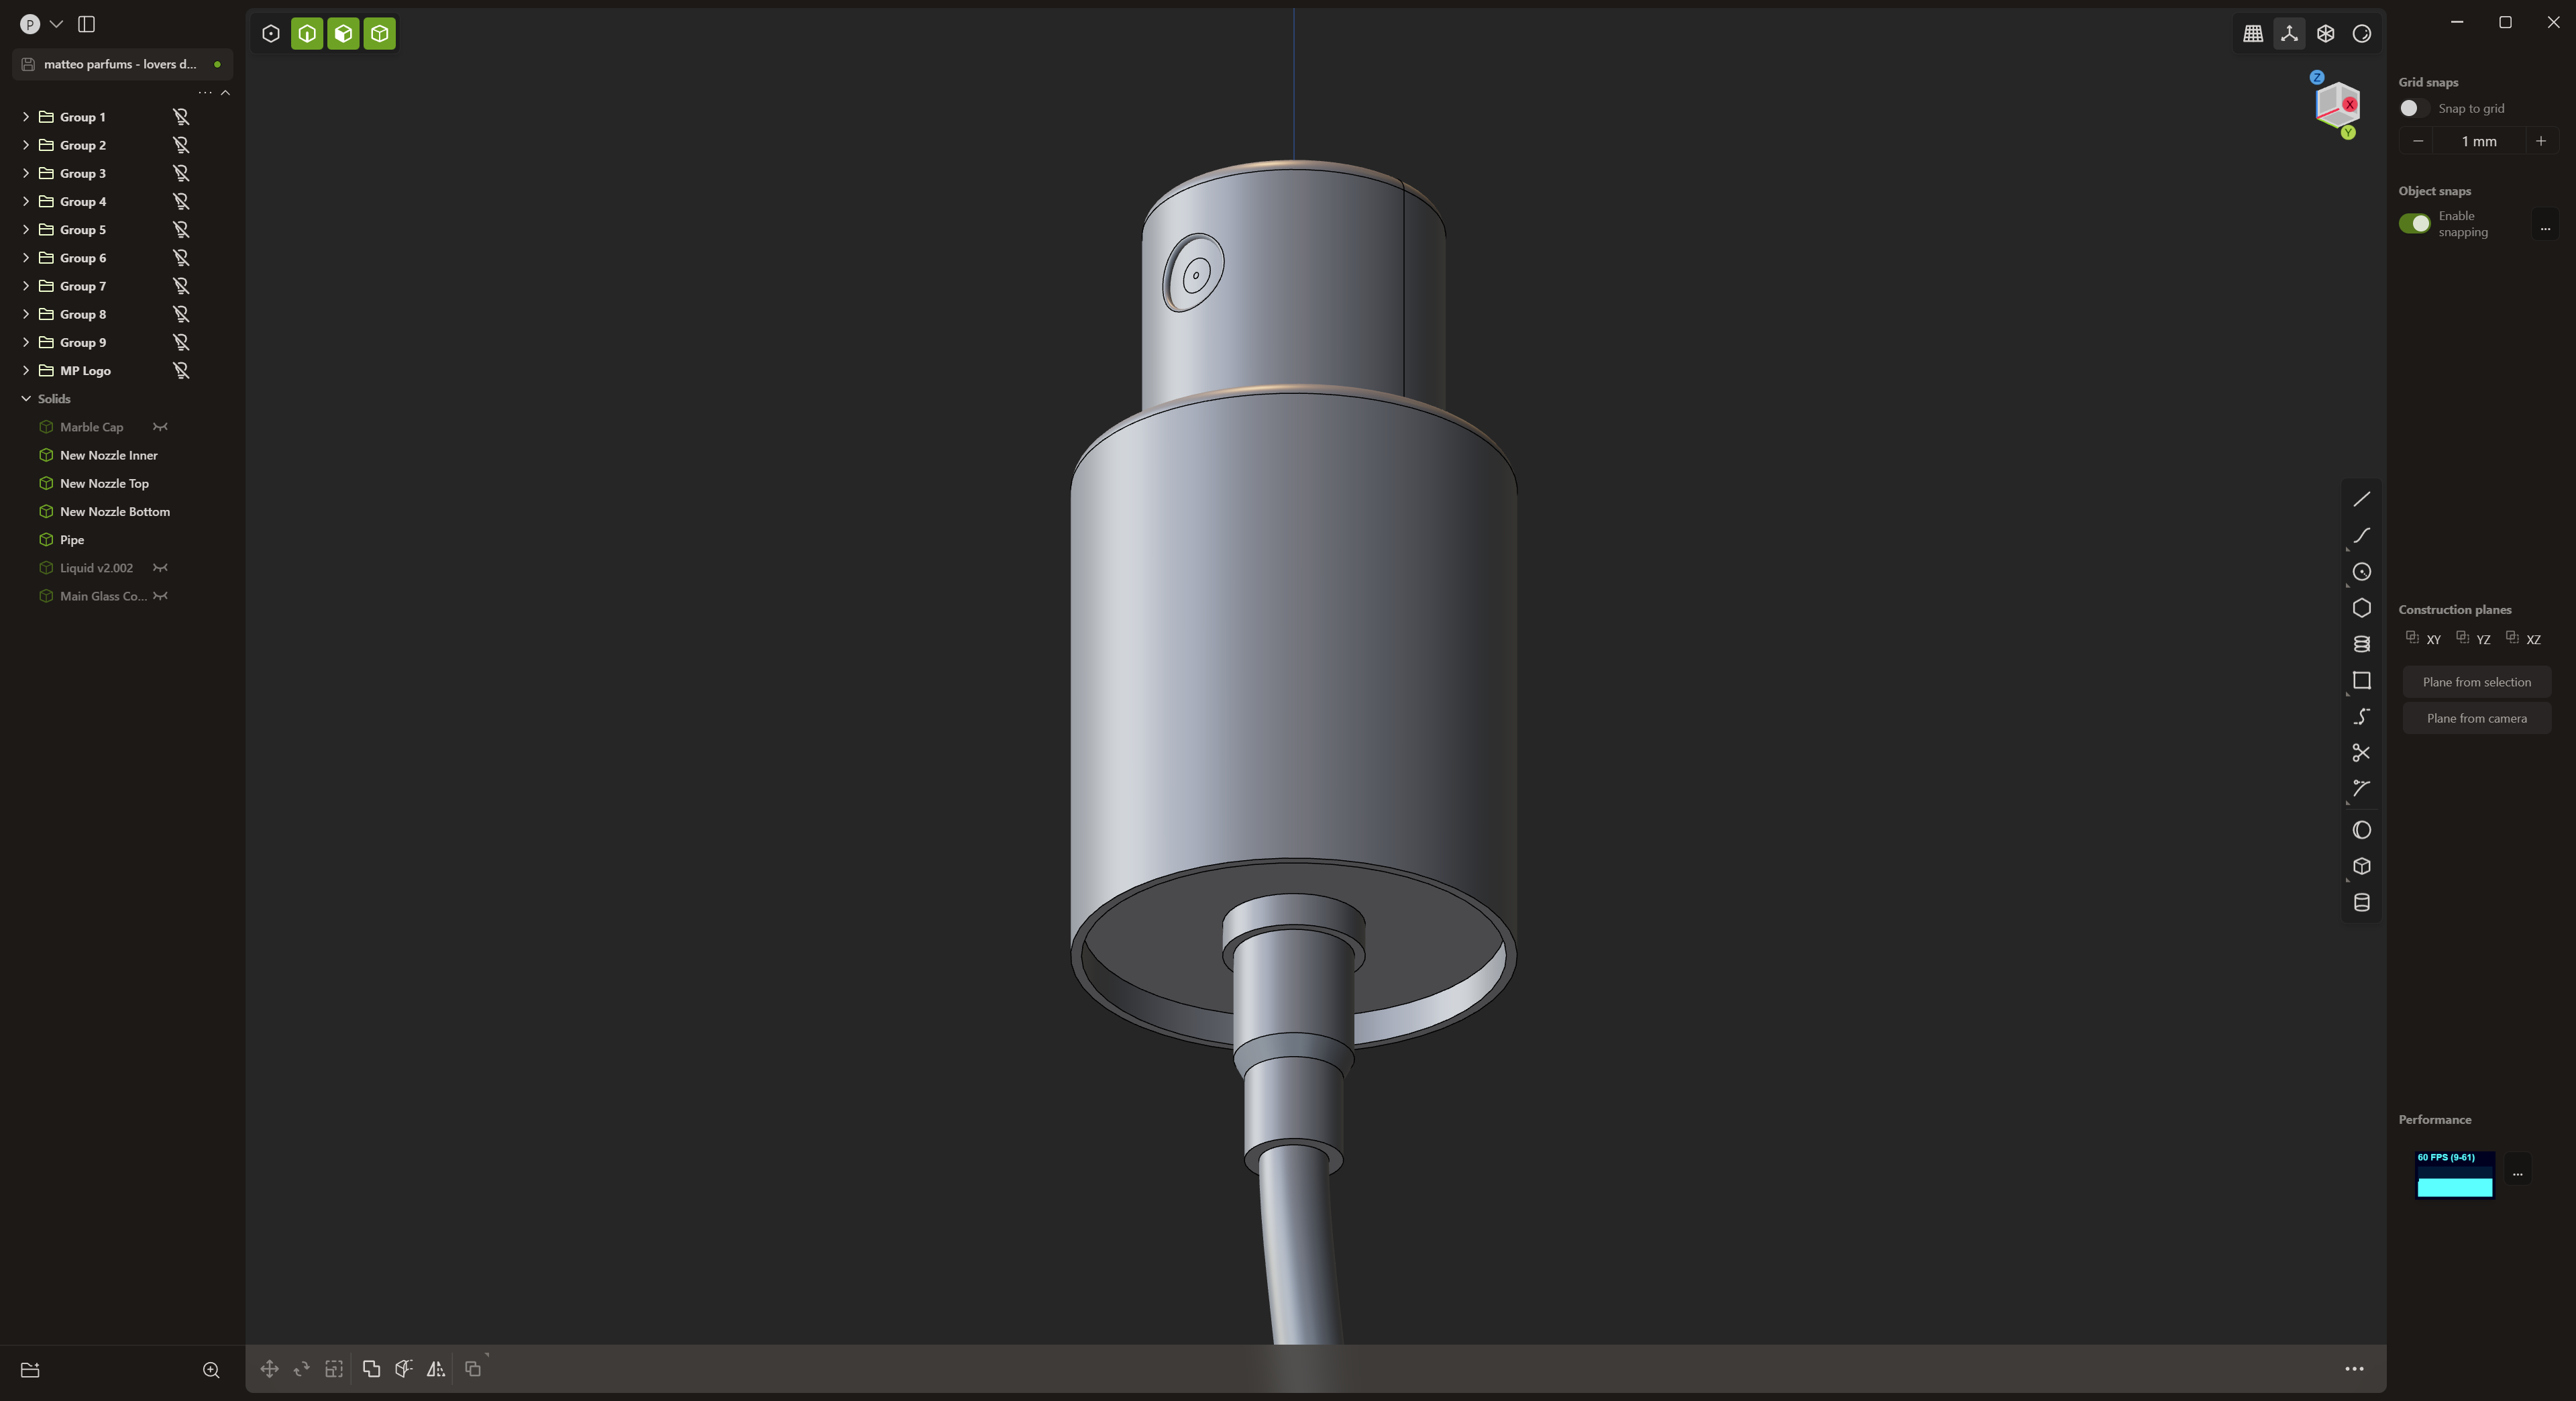 P
matteo parfums - lovers d...
Group 1
Group 2
Group 3
Group 4
Group 5
Group 6
Group 7
Group 8
Group 9
MP Logo
Solids
Marble Cap
New Nozzle Inner
New Nozzle Top
New Nozzle Bottom
Pipe
Liquid v2.002
Main Glass Co...
Z
X
Y
Grid snaps
Snap to grid
1 mm
Object snaps
Enable
snapping
Construction planes
XY YZ XZ
Plane from selection
Plane from camera
Performance
60 FPS (9-61)